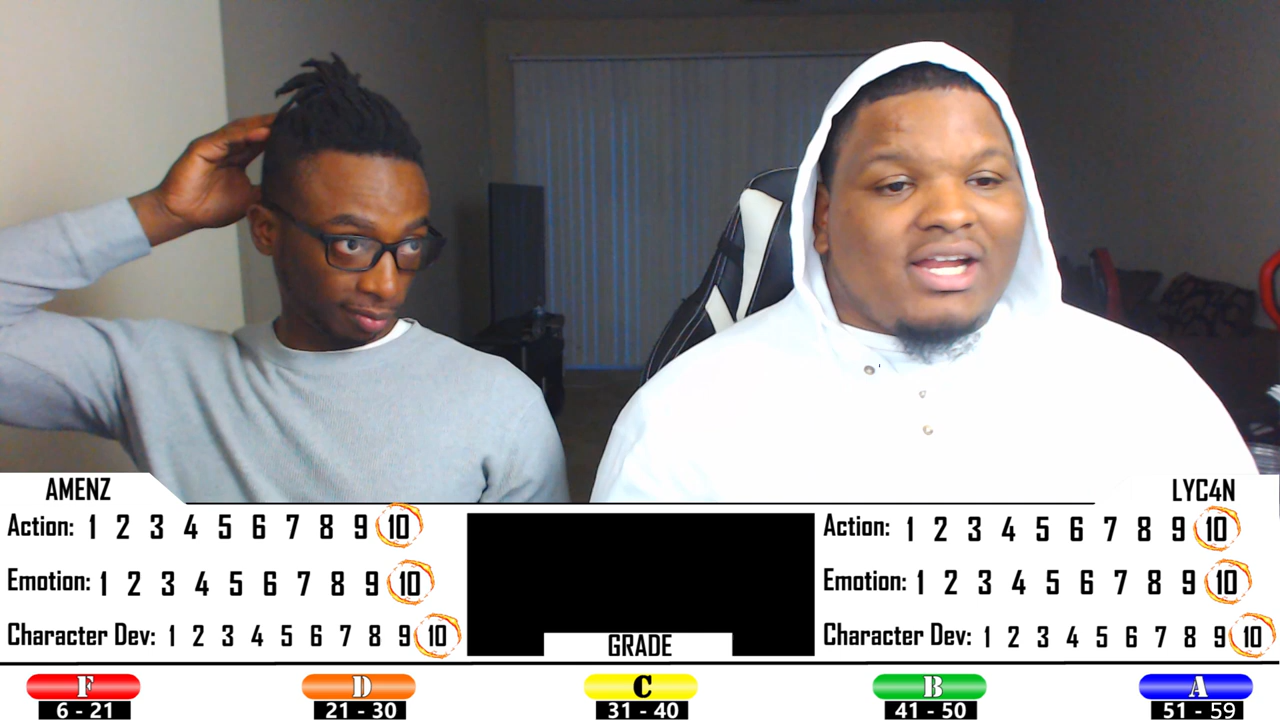 AMENZ
Action: 1 2 3 4 5 6 7 8 9 10
Emotion: 1 2 3 4 5 6 7 8 9 10
Character Dev: 1 2 3 4 5 6 7 8 9 10
GRADE
LYC4N
Action: 1 2 3 4 5 6 7 8 9 10
Emotion: 1 2 3 4 5 6 7 8 9 10
Character Dev: 1 2 3 4 5 6 7 8 9 10
F D C B A
6 - 21 21 - 30 31 - 40 41 - 50 51 - 59